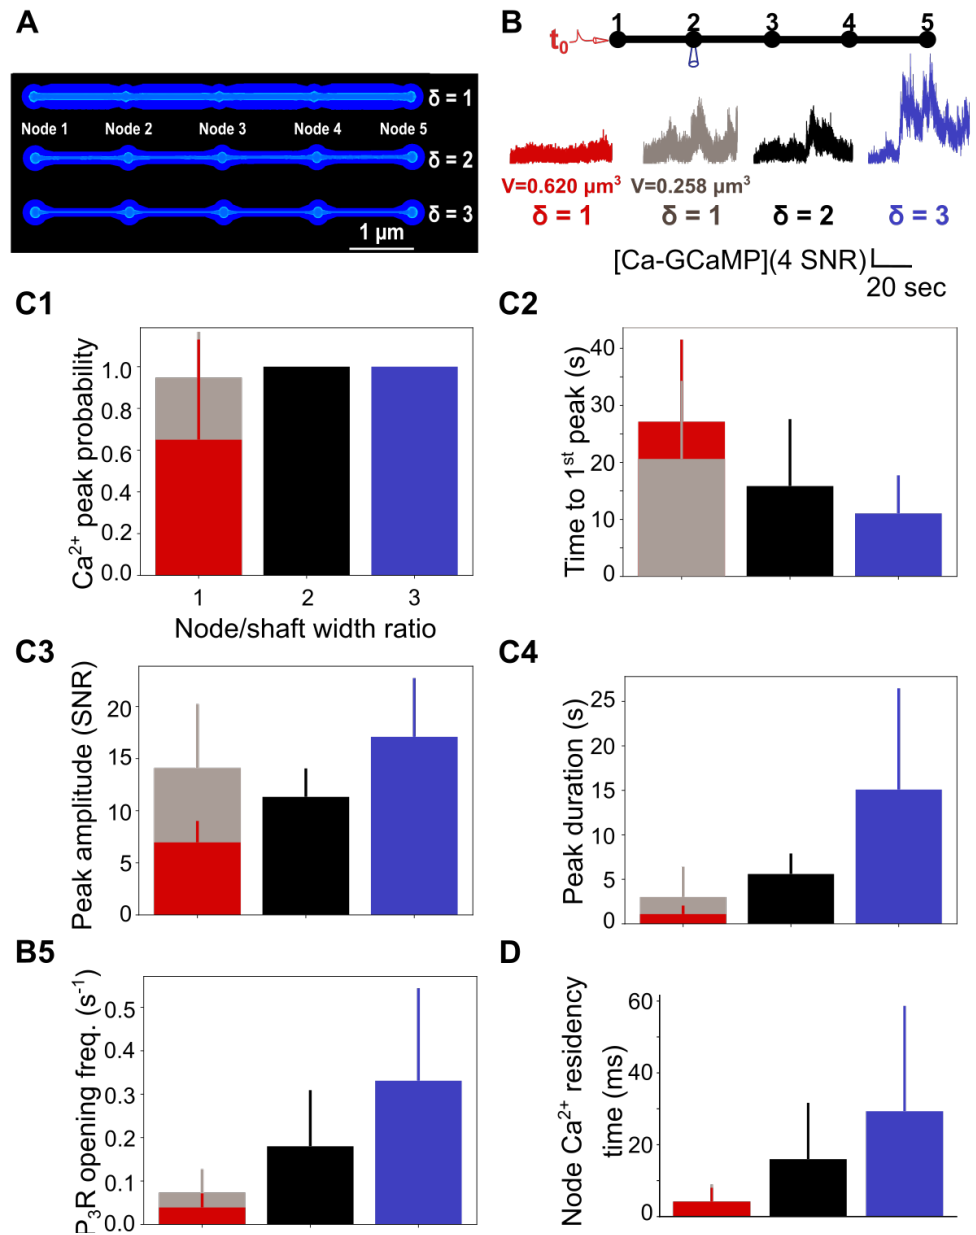 A
δ = 1
Node 1 Node 2 Node 3 Node 4 Node 5
δ = 2
δ = 3
1 µm
B
1 2 3 4 5
t₀
V=0.620 µm³ V=0.258 µm³
δ = 1 δ = 1 δ = 2 δ = 3
[Ca-GCaMP](4 SNR)
20 sec
C1
Ca²⁺ peak probability
1.0
0.8
0.6
0.4
0.2
0.0
1 2 3
Node/shaft width ratio
C2
Time to 1ˢᵗ peak (s)
40
30
20
10
0
C3
Peak amplitude (SNR)
20
15
10
5
0
C4
Peak duration (s)
25
20
15
10
5
0
B5
P₃R opening freq. (s⁻¹)
0.5
0.4
0.3
0.2
0.1
0.0
D
Node Ca²⁺ residency
time (ms)
60
40
20
0